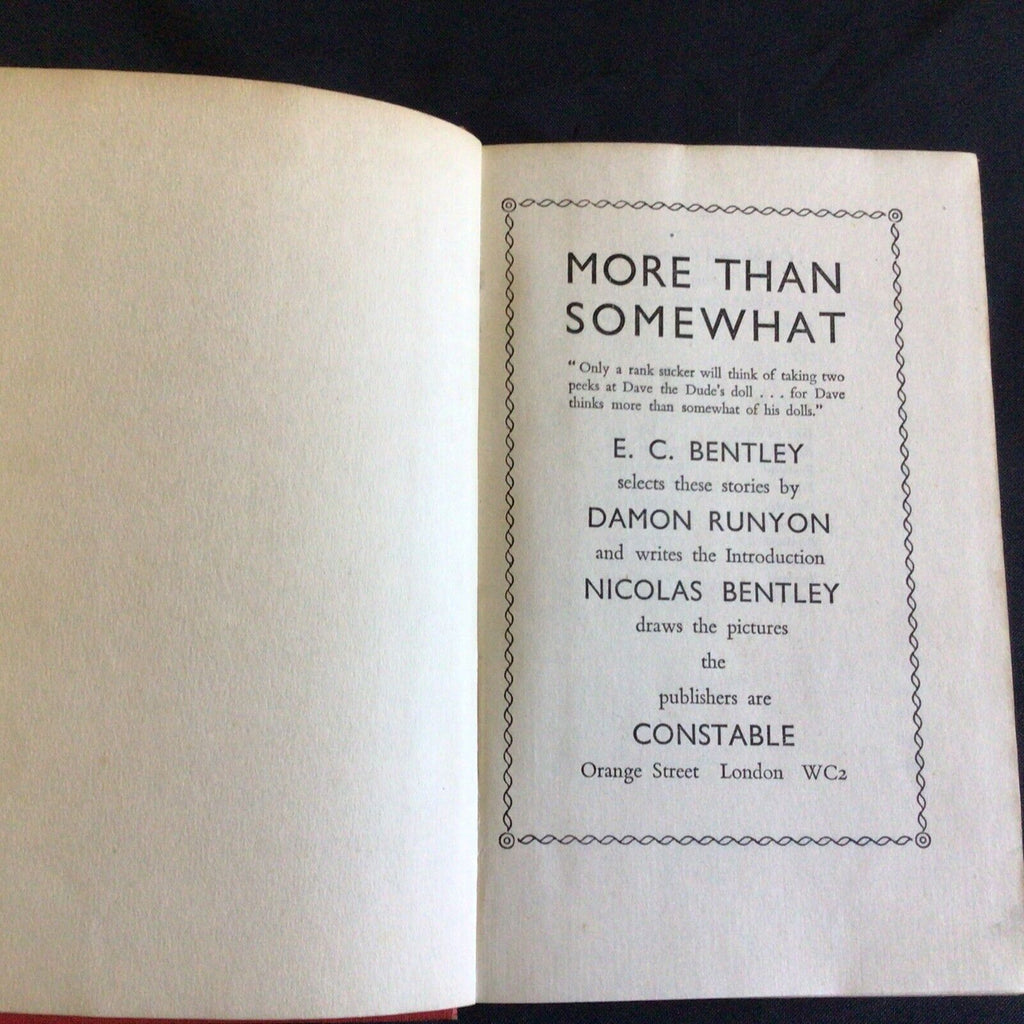 MORE THAN
SOMEWHAT
“Only a rank sucker will think of taking two
peeks at Dave the Dude's doll . . . for Dave
thinks more than somewhat of his dolls.”
E. C. BENTLEY
selects these stories by
DAMON RUNYON
and writes the Introduction
NICOLAS BENTLEY
draws the pictures
the
publishers are
CONSTABLE
Orange Street London WC2